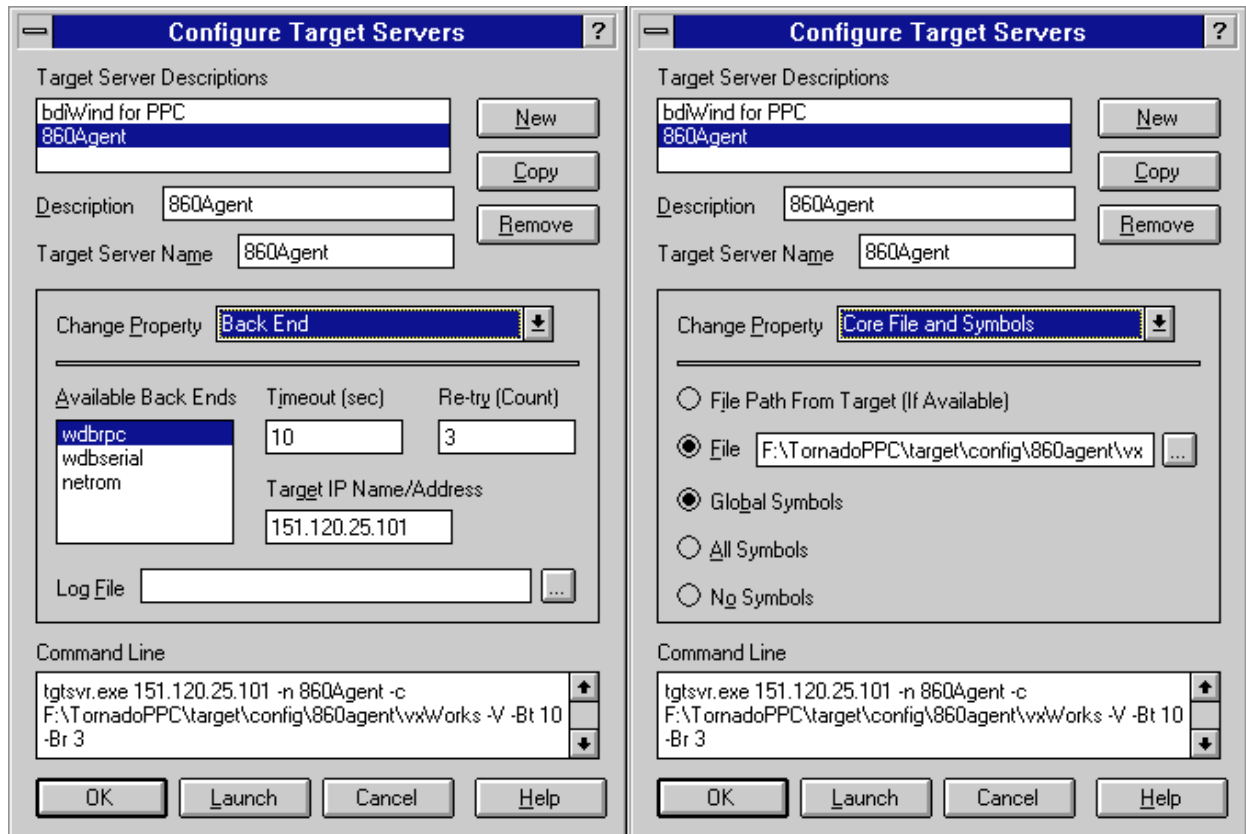 Configure Target Servers ?
Target Server Descriptions
bdiWind for PPC
860Agent
New
Copy
Remove
Description 860Agent
Target Server Name 860Agent
Change Property Back End
Available Back Ends
wdbrpc
wdbserial
netrom
Timeout (sec)
10
Re-try (Count)
3
Target IP Name/Address
151.120.25.101
Log File ...
Command Line
tgtsvr.exe 151.120.25.101 -n 860Agent -c
F:\TornadoPPC\target\config\860agent\vxWorks -V -Bt 10
-Br 3
OK Launch Cancel Help
Configure Target Servers ?
Target Server Descriptions
bdiWind for PPC
860Agent
New
Copy
Remove
Description 860Agent
Target Server Name 860Agent
Change Property Core File and Symbols
File Path From Target (If Available)
File F:\TornadoPPC\target\config\860agent\vx ...
Global Symbols
All Symbols
No Symbols
Command Line
tgtsvr.exe 151.120.25.101 -n 860Agent -c
F:\TornadoPPC\target\config\860agent\vxWorks -V -Bt 10
-Br 3
OK Launch Cancel Help